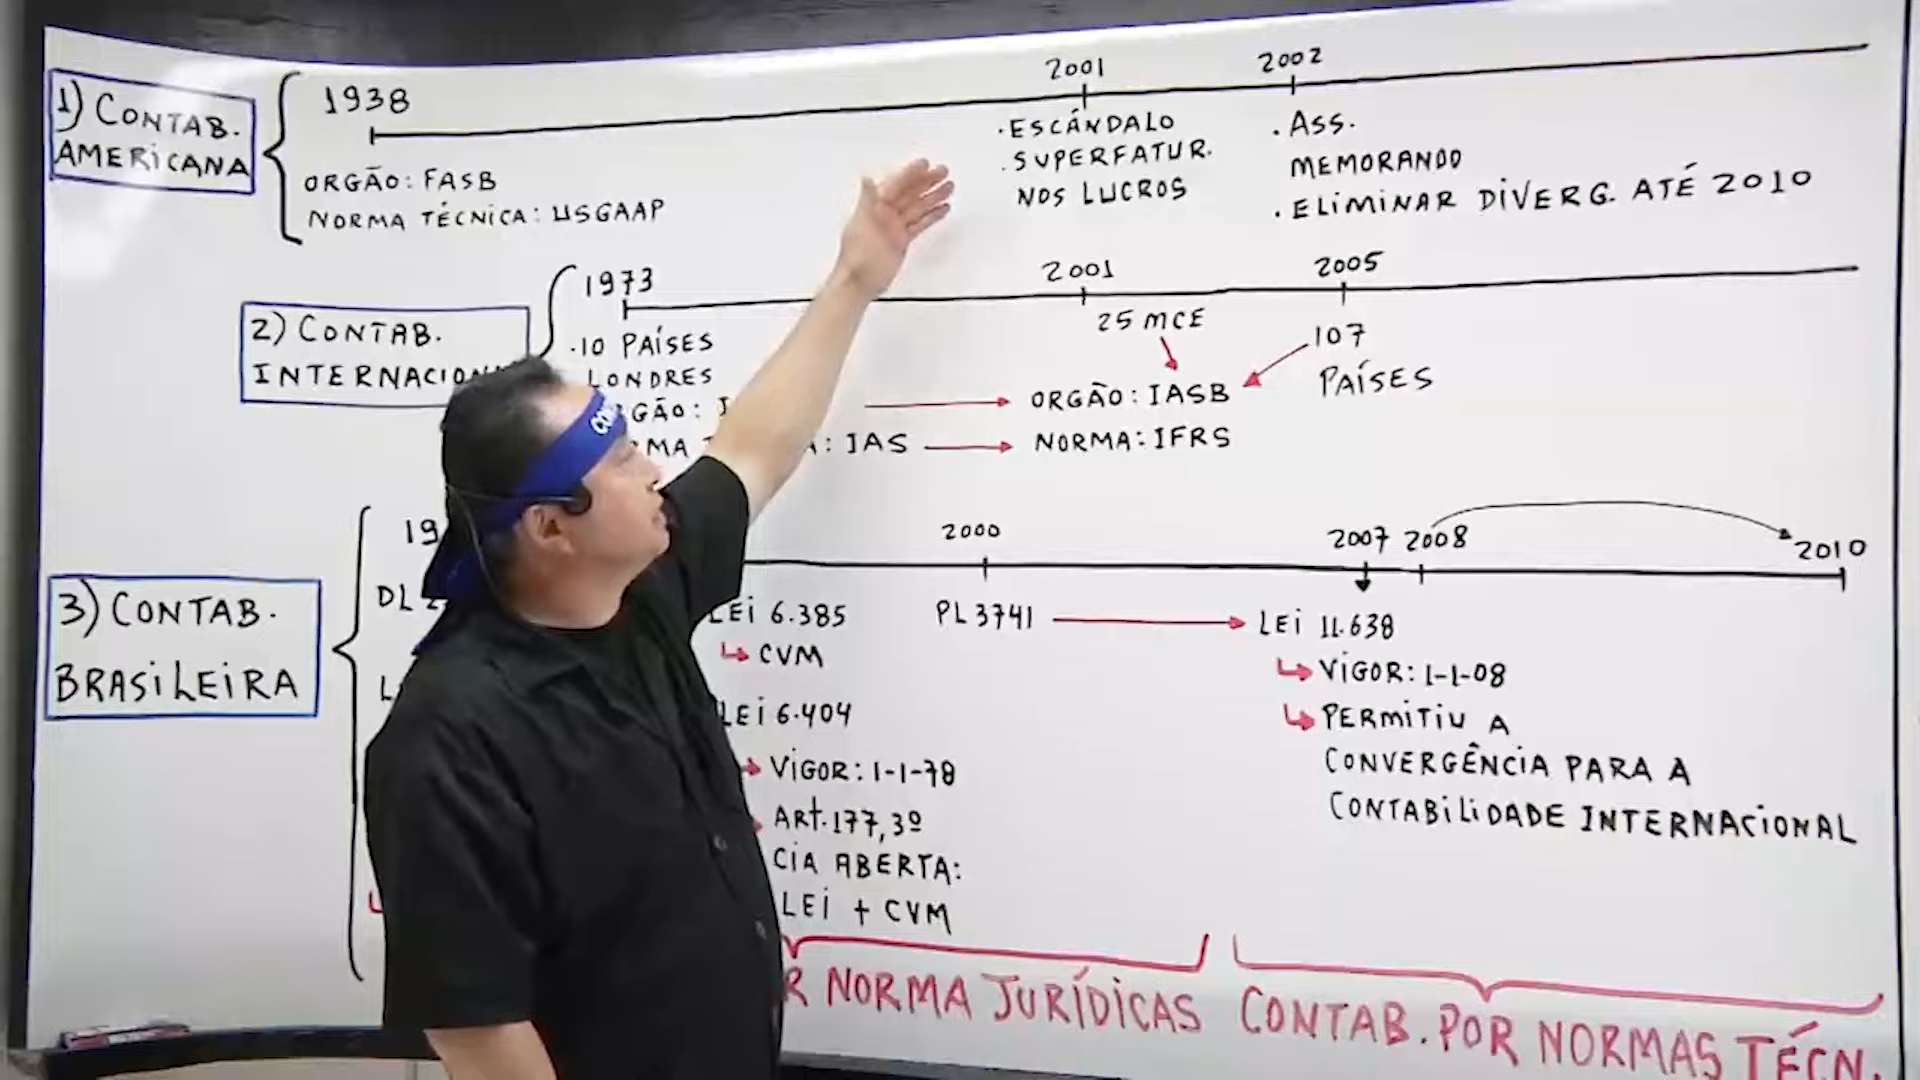 1) CONTAB.
AMERICANA
1938
2001
2002
ORGÃO: FASB
NORMA TÉCNICA: USGAAP
. ESCÁNDALO
. SUPERFATUR.
NOS LUCROS
. ASS.
MEMORANDO
. ELIMINAR DIVERG. ATÉ 2010
2) CONTAB.
1973
2001
2005
.10 PAÍSES
LONDRES
: IAS
25 MCE
107
PAÍSES
ORGÃO: IASB
NORMA: IFRS
3) CONTAB.
BRASILEIRA
19
DL
2000
2007
2008
2010
LEI 6.385
CVM
LEI 6.404
VIGOR: 1-1-78
ART. 177, 3º
CIA ABERTA:
LEI + CVM
PL 3741
LEI 11.638
VIGOR: 1-1-08
PERMITIU A
CONVERGÊNCIA PARA A
CONTABILIDADE INTERNACIONAL
R NORMA JURÍDICAS
CONTAB. POR NORMAS TÉCN.